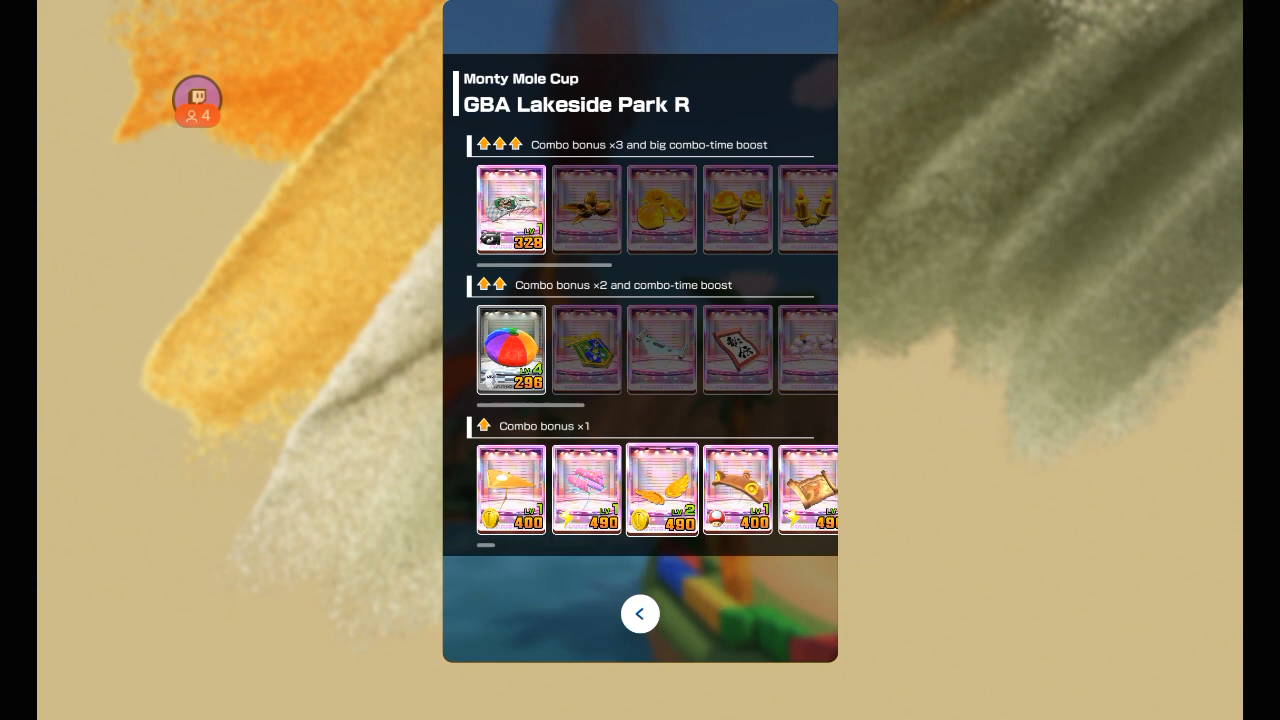 4
Monty Mole Cup
GBA Lakeside Park R
Combo bonus ×3 and big combo-time boost
LV 1
328
Combo bonus ×2 and combo-time boost
LV 4
298
Combo bonus ×1
LV 1 LV 1 LV 2 LV 1
400 490 490 400